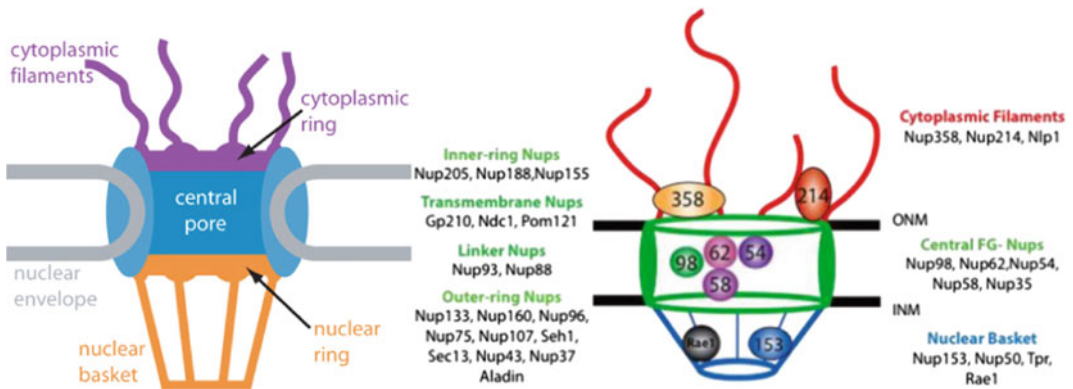 cytoplasmic
filaments
cytoplasmic
ring
central
pore
nuclear
envelope
nuclear
basket
nuclear
ring
Inner-ring Nups
Nup205, Nup188,Nup155
Transmembrane Nups
Gp210, Ndc1, Pom121
Linker Nups
Nup93, Nup88
Outer-ring Nups
Nup133, Nup160, Nup96,
Nup75, Nup107, Seh1,
Sec13, Nup43, Nup37
Aladin
358
214
98
62
54
58
Rae1
153
ONM
INM
Cytoplasmic Filaments
Nup358, Nup214, Nlp1
Central FG- Nups
Nup98, Nup62,Nup54,
Nup58, Nup35
Nuclear Basket
Nup153, Nup50, Tpr,
Rae1